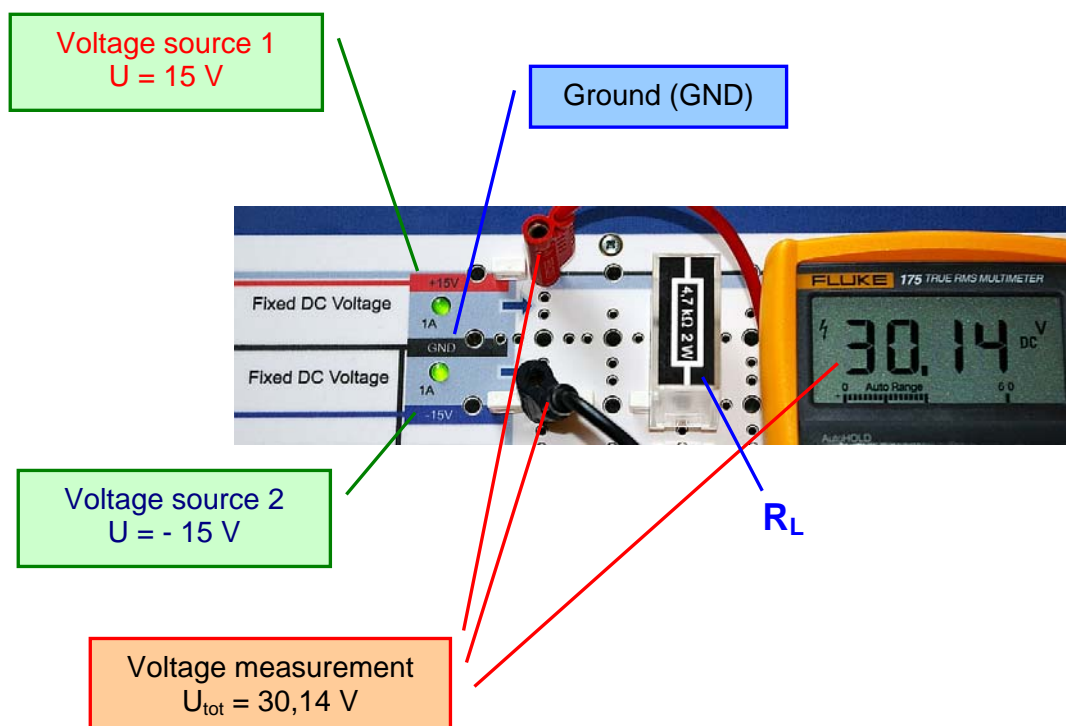 Voltage source 1
U = 15 V
Ground (GND)
+15V
Fixed DC Voltage
1A
GND
Fixed DC Voltage
1A
-15V
4,7 kΩ 2 W
FLUKE 175 TRUE RMS MULTIMETER
30.14 V
DC
0 Auto Range 60
AutoHOLD
Voltage source 2
U = - 15 V
RL
Voltage measurement
Utot = 30,14 V